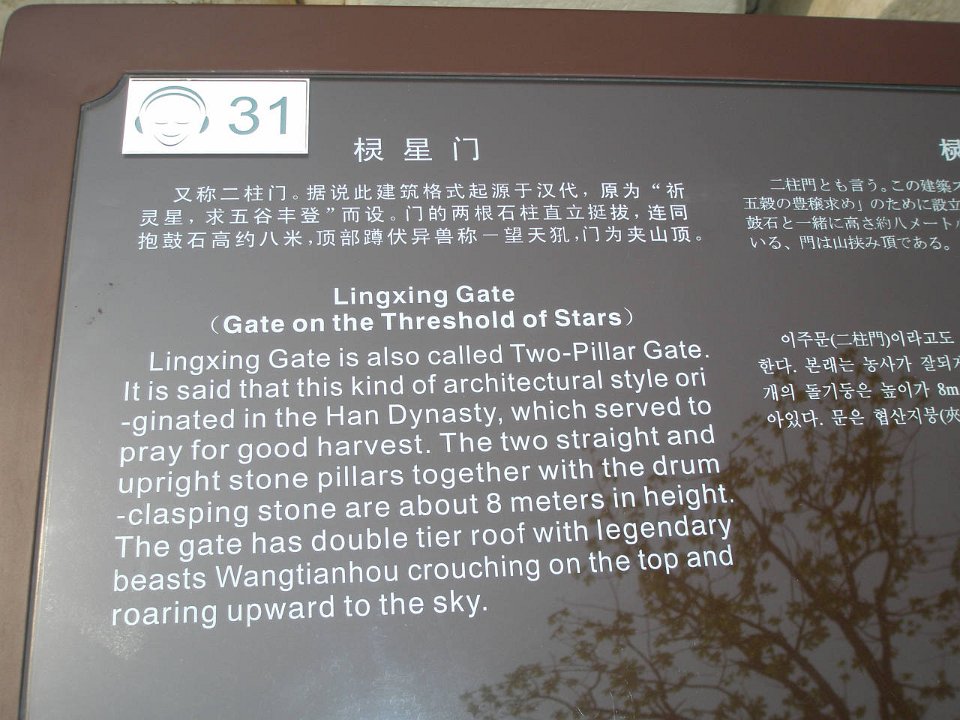 31
棂星门
又称二柱门。据说此建筑格式起源于汉代，原为“祈
灵星，求五谷丰登”而设。门的两根石柱直立挺拔，连同
抱鼓石高约八米，顶部蹲伏异兽称一望天犼，门为夹山顶。
Lingxing Gate
（Gate on the Threshold of Stars）
Lingxing Gate is also called Two-Pillar Gate.
It is said that this kind of architectural style ori
-ginated in the Han Dynasty, which served to
pray for good harvest. The two straight and
upright stone pillars together with the drum
-clasping stone are about 8 meters in height.
The gate has double tier roof with legendary
beasts Wangtianhou crouching on the top and
roaring upward to the sky.
二柱門とも言う。この建築
五穀の豊穣求め」のために設立
鼓石と一緒に高さ約八メート
いる、門は山挟み頂である。
이주문(二柱門)이라고도
한다. 본래는 농사가 잘되
개의 돌기둥은 높이가 8m
아있다. 문은 협산지붕(夾